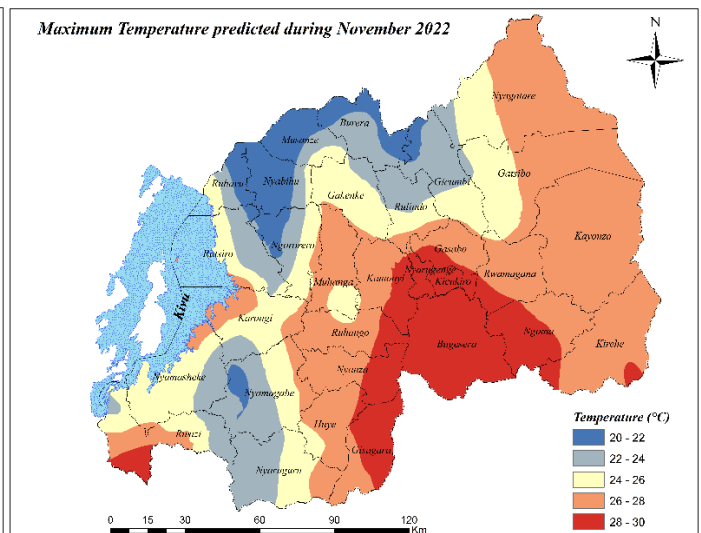 Maximum Temperature predicted during November 2022
N
Nyagatare
Burera
Musanze
Rubavu
Nyabihu
Gakenke
Rulindo
Gicumbi
Gatsibo
Ngororero
Rutsiro
Gasabo
Kayonza
Muhanga
Kamonyi
Nyarugenge
Kicukiro
Rwamagana
Kivu
Karongi
Ruhango
Bugesera
Ngoma
Kirehe
Nyanza
Nyamasheke
Nyamagabe
Huye
Gisagara
Rusizi
Nyaruguru
Temperature (°C)
20 - 22
22 - 24
24 - 26
26 - 28
28 - 30
0 15 30 60 90 120
Km